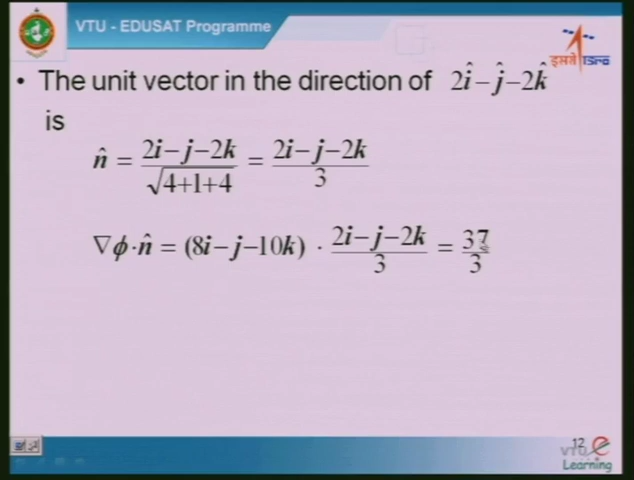 VTU - EDUSAT Programme
इसरो isro
• The unit vector in the direction of 2î−ĵ−2k̂
is
n̂ = 2i−j−2k / √4+1+4 = 2i−j−2k / 3
∇ϕ·n̂ = (8i−j−10k) · 2i−j−2k / 3 = 37 / 3
12
VTU e
Learning